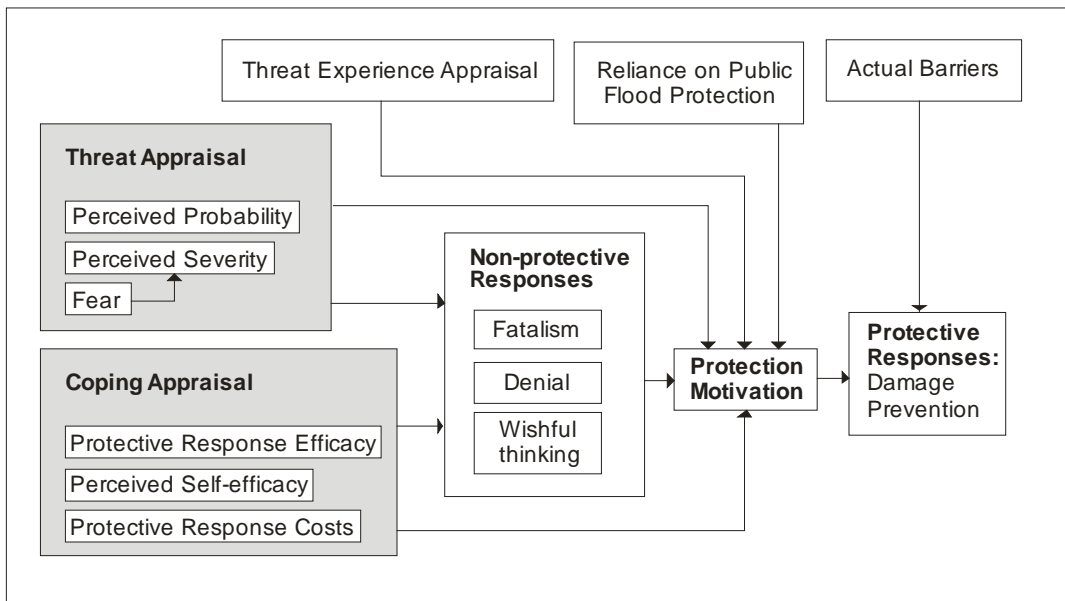 Threat Experience Appraisal
Reliance on Public
Flood Protection
Actual Barriers
Threat Appraisal
Perceived Probability
Perceived Severity
Fear
Coping Appraisal
Protective Response Efficacy
Perceived Self-efficacy
Protective Response Costs
Non-protective
Responses
Fatalism
Denial
Wishful
thinking
Protection
Motivation
Protective
Responses:
Damage
Prevention